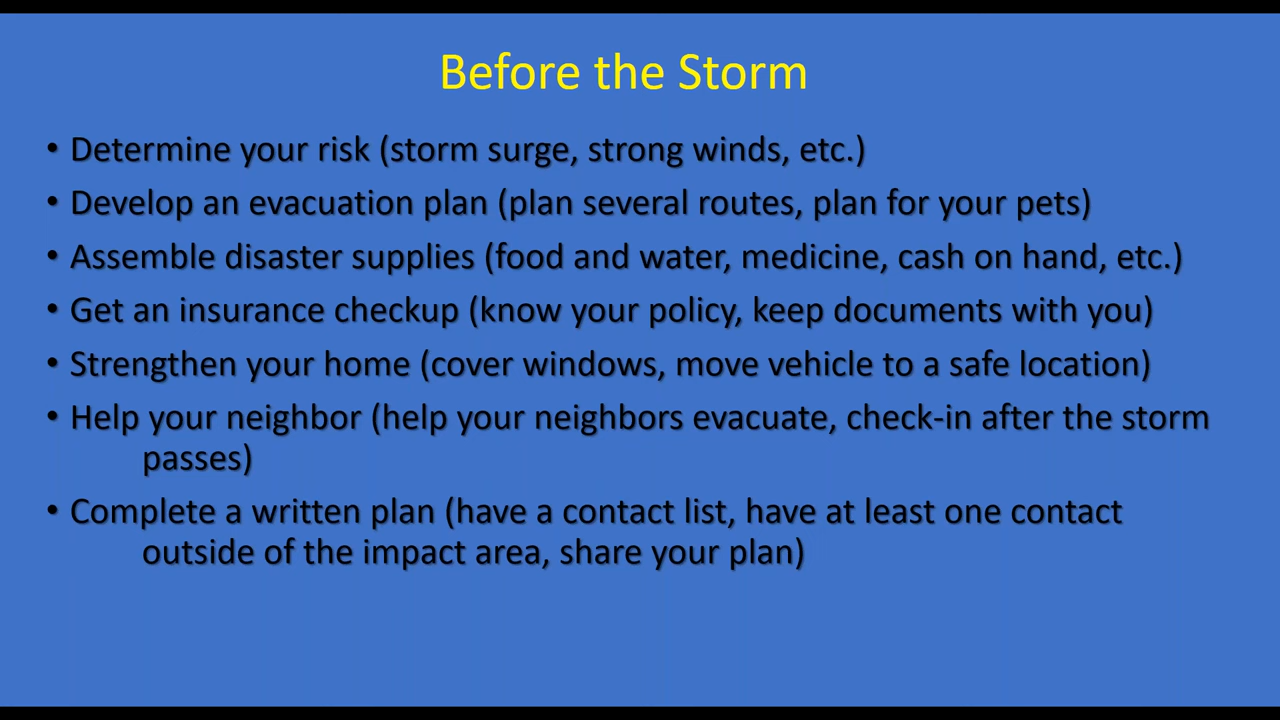 Before the Storm
• Determine your risk (storm surge, strong winds, etc.)
• Develop an evacuation plan (plan several routes, plan for your pets)
• Assemble disaster supplies (food and water, medicine, cash on hand, etc.)
• Get an insurance checkup (know your policy, keep documents with you)
• Strengthen your home (cover windows, move vehicle to a safe location)
• Help your neighbor (help your neighbors evacuate, check-in after the storm
passes)
• Complete a written plan (have a contact list, have at least one contact
outside of the impact area, share your plan)